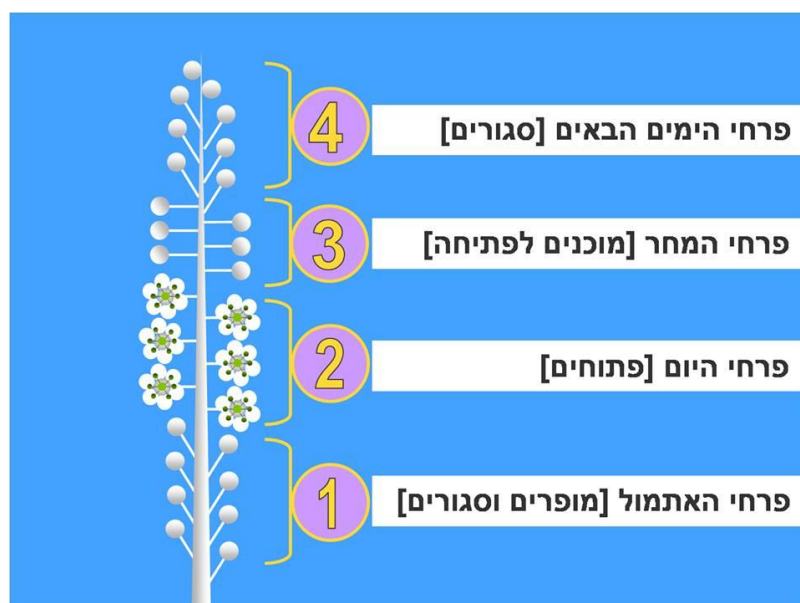 4
פרחי הימים הבאים [סגורים]
3
פרחי המחר [מוכנים לפתיחה]
2
פרחי היום [פתוחים]
1
פרחי האתמול [מופרים וסגורים]